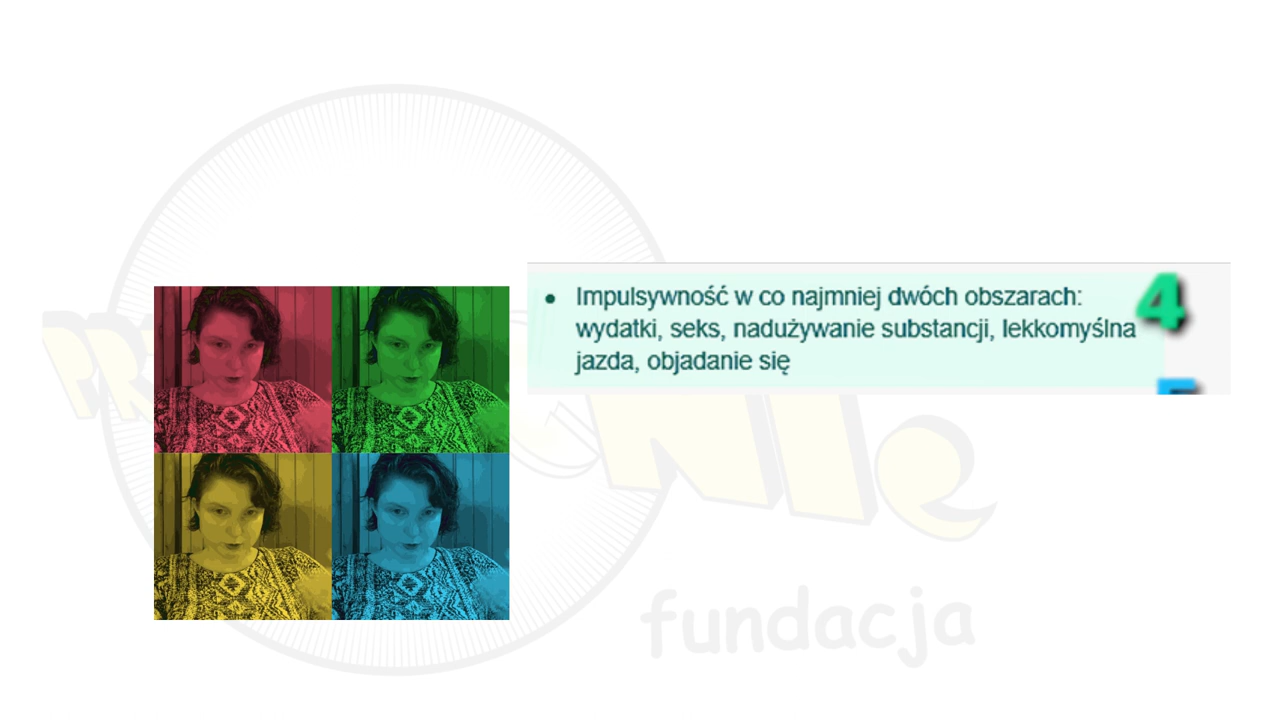 Impulsywność w co najmniej dwóch obszarach:
wydatki, seks, nadużywanie substancji, lekkomyślna
jazda, objadanie się
4
fundacja